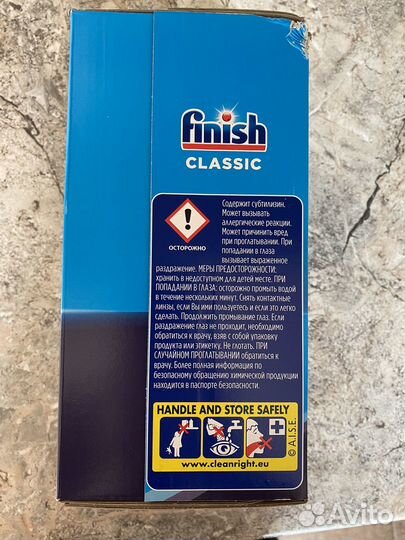 finish
CLASSIC
Содержит субтилизин.
Может вызывать
аллергические реакции.
Может причинить вред
при проглатывании. При
попадании в глаза
вызывает выраженное
ОСТОРОЖНО
раздражение. МЕРЫ ПРЕДОСТОРОЖНОСТИ:
хранить в недоступном для детей месте. ПРИ
ПОПАДАНИИ В ГЛАЗА: осторожно промыть водой
в течение нескольких минут. Снять контактные
линзы, если Вы ими пользуетесь и если это легко
сделать. Продолжить промывание глаз. Если
раздражение глаз не проходит, необходимо
обратиться к врачу, взяв с собой упаковку
продукта или этикетку. Не глотать. ПРИ
СЛУЧАЙНОМ ПРОГЛАТЫВАНИИ обратиться к
врачу. Более полная информация по
безопасному обращению химической продукции
находится в паспорте безопасности.
HANDLE AND STORE SAFELY
www.cleanright.eu
© A.I.S.E.
Avito